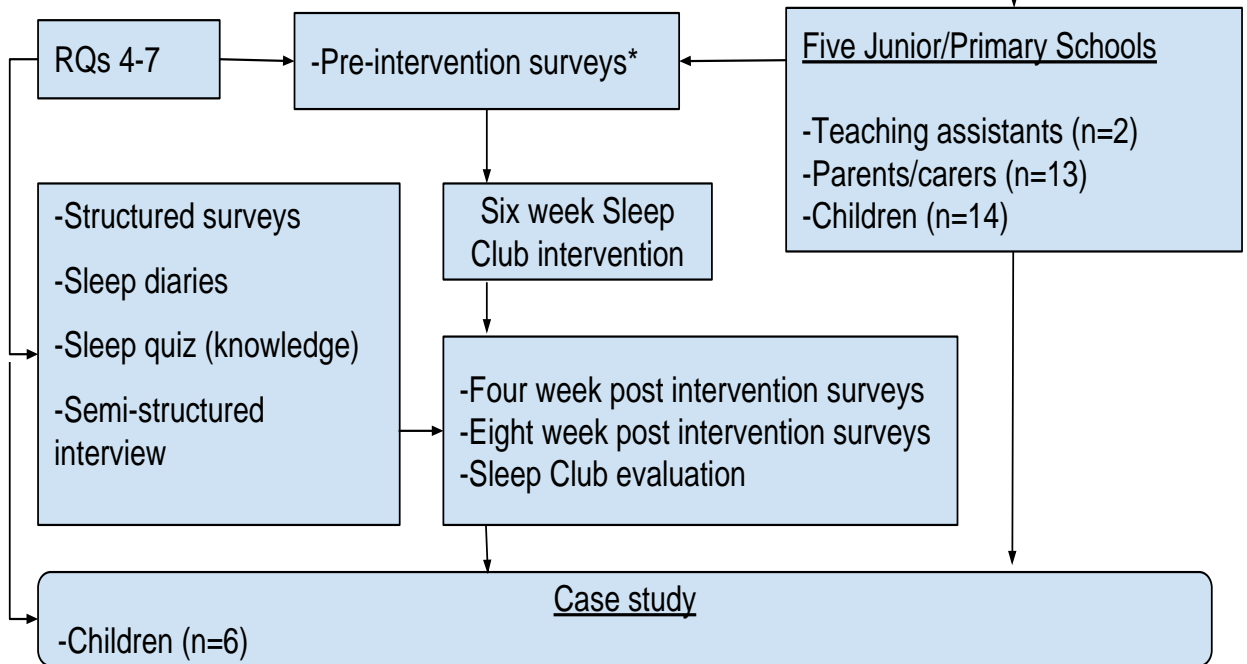 RQs 4-7
-Pre-intervention surveys*
Five Junior/Primary Schools
-Teaching assistants (n=2)
-Parents/carers (n=13)
-Children (n=14)
-Structured surveys
-Sleep diaries
-Sleep quiz (knowledge)
-Semi-structured
interview
Six week Sleep
Club intervention
-Four week post intervention surveys
-Eight week post intervention surveys
-Sleep Club evaluation
Case study
-Children (n=6)